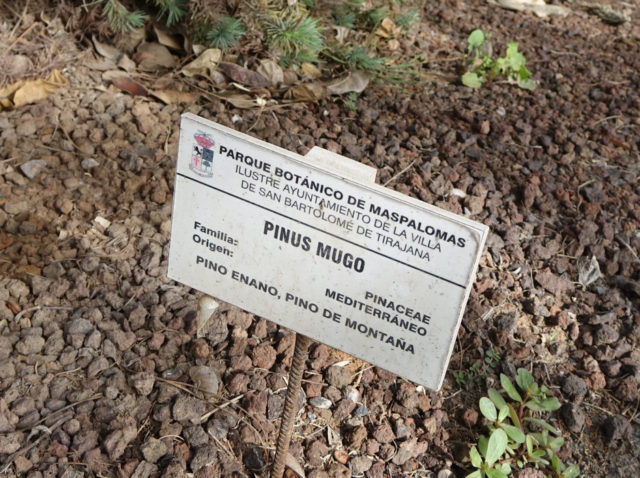 PARQUE BOTÁNICO DE MASPALOMAS
ILUSTRE AYUNTAMIENTO DE LA VILLA
DE SAN BARTOLOMÉ DE TIRAJANA
PINUS MUGO
Familia: PINACEAE
Origen: MEDITERRÁNEO
PINO ENANO, PINO DE MONTAÑA